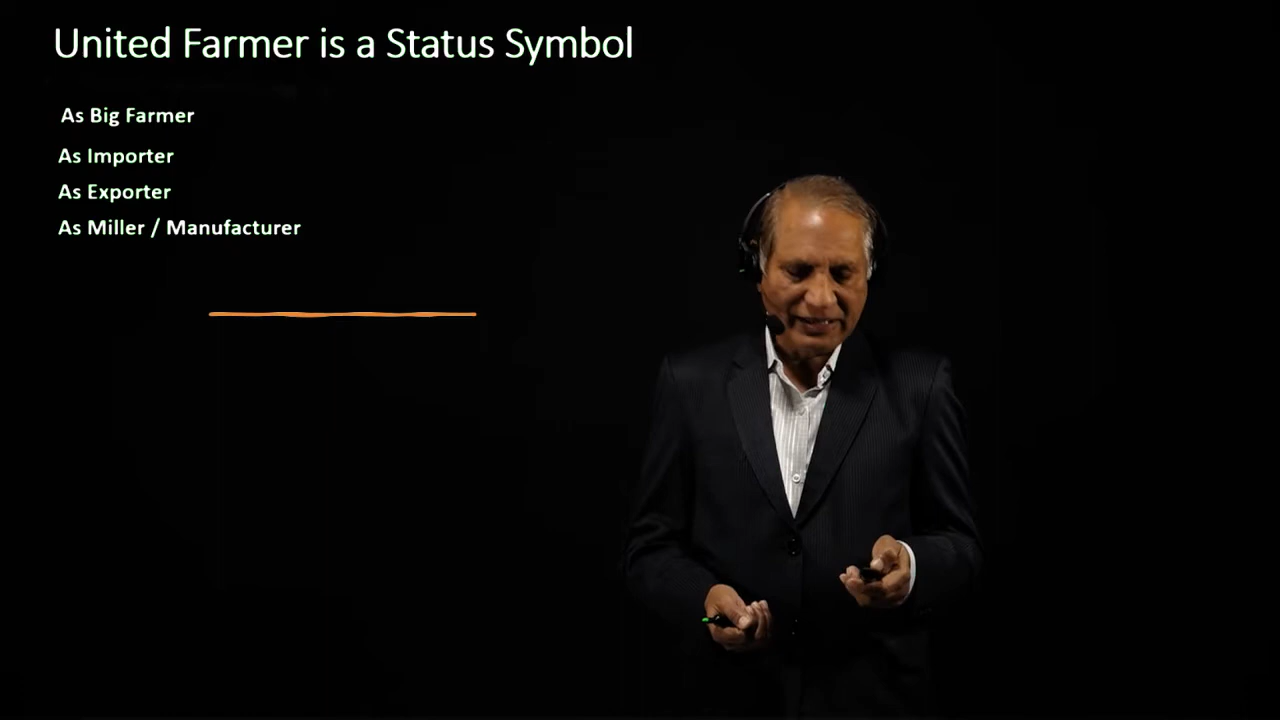 United Farmer is a Status Symbol
As Big Farmer
As Importer
As Exporter
As Miller / Manufacturer